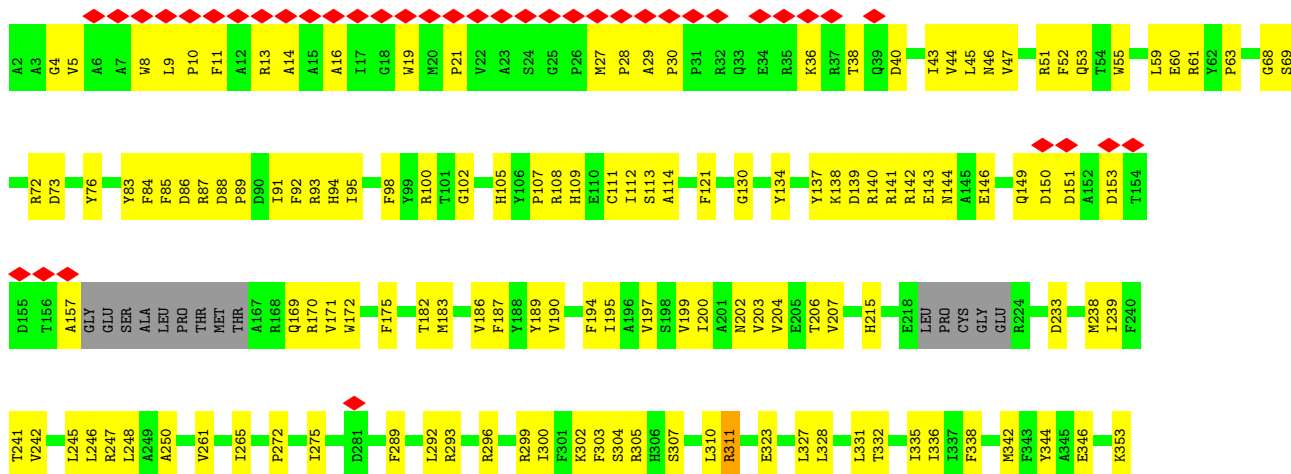 A2 A3 G4 V5 A6 A7 W8 L9 P10 F11 A12 R13 A14 A15 A16 I17 G18 W19 M20 P21 V22 A23 S24 G25 P26 M27 P28 A29 P30 P31 R32 Q33 E34 R35 K36 R37 T38 Q39 D40 I43 V44 L45 N46 V47 R51 F52 Q53 T54 W55 L59 E60 R61 Y62 P63 G68 S69
R72 D73 Y76 Y83 F84 F85 D86 R87 D88 P89 D90 I91 F92 R93 H94 I95 F98 Y99 R100 T101 G102 H105 Y106 P107 R108 H109 E110 C111 I112 S113 A114 F121 G130 Y134 Y137 K138 D139 R140 R141 R142 E143 N144 A145 E146 Q149 D150 D151 A152 D153 T154
D155 T156 A157 GLY GLU SER ALA LEU PRO THR MET THR A167 R168 Q169 R170 V171 W172 F175 T182 M183 V186 F187 Y188 Y189 V190 F194 I195 A196 V197 S198 V199 I200 A201 N202 V203 V204 E205 T206 V207 H215 E218 LEU PRO CYS GLY GLU R224 D233 M238 I239 F240
T241 V242 L245 L246 R247 L248 A249 A250 V261 I265 P272 I275 D281 F289 L292 R293 R296 R299 I300 F301 K302 F303 S304 R305 H306 S307 L310 R311 E323 L327 L328 L331 T332 I335 I336 I337 F338 M342 F343 Y344 A345 E346 K353